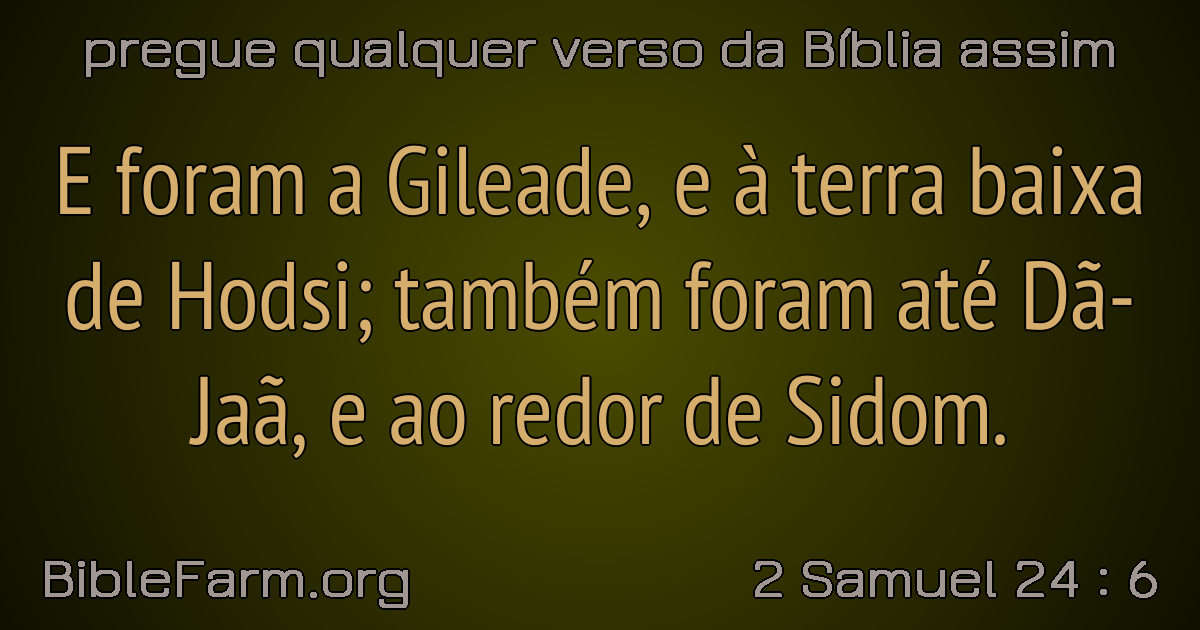 pregue qualquer verso da Bíblia assim
E foram a Gileade, e à terra baixa
de Hodsi; também foram até Dã-
Jaã, e ao redor de Sidom.
BibleFarm.org
2 Samuel 24 : 6